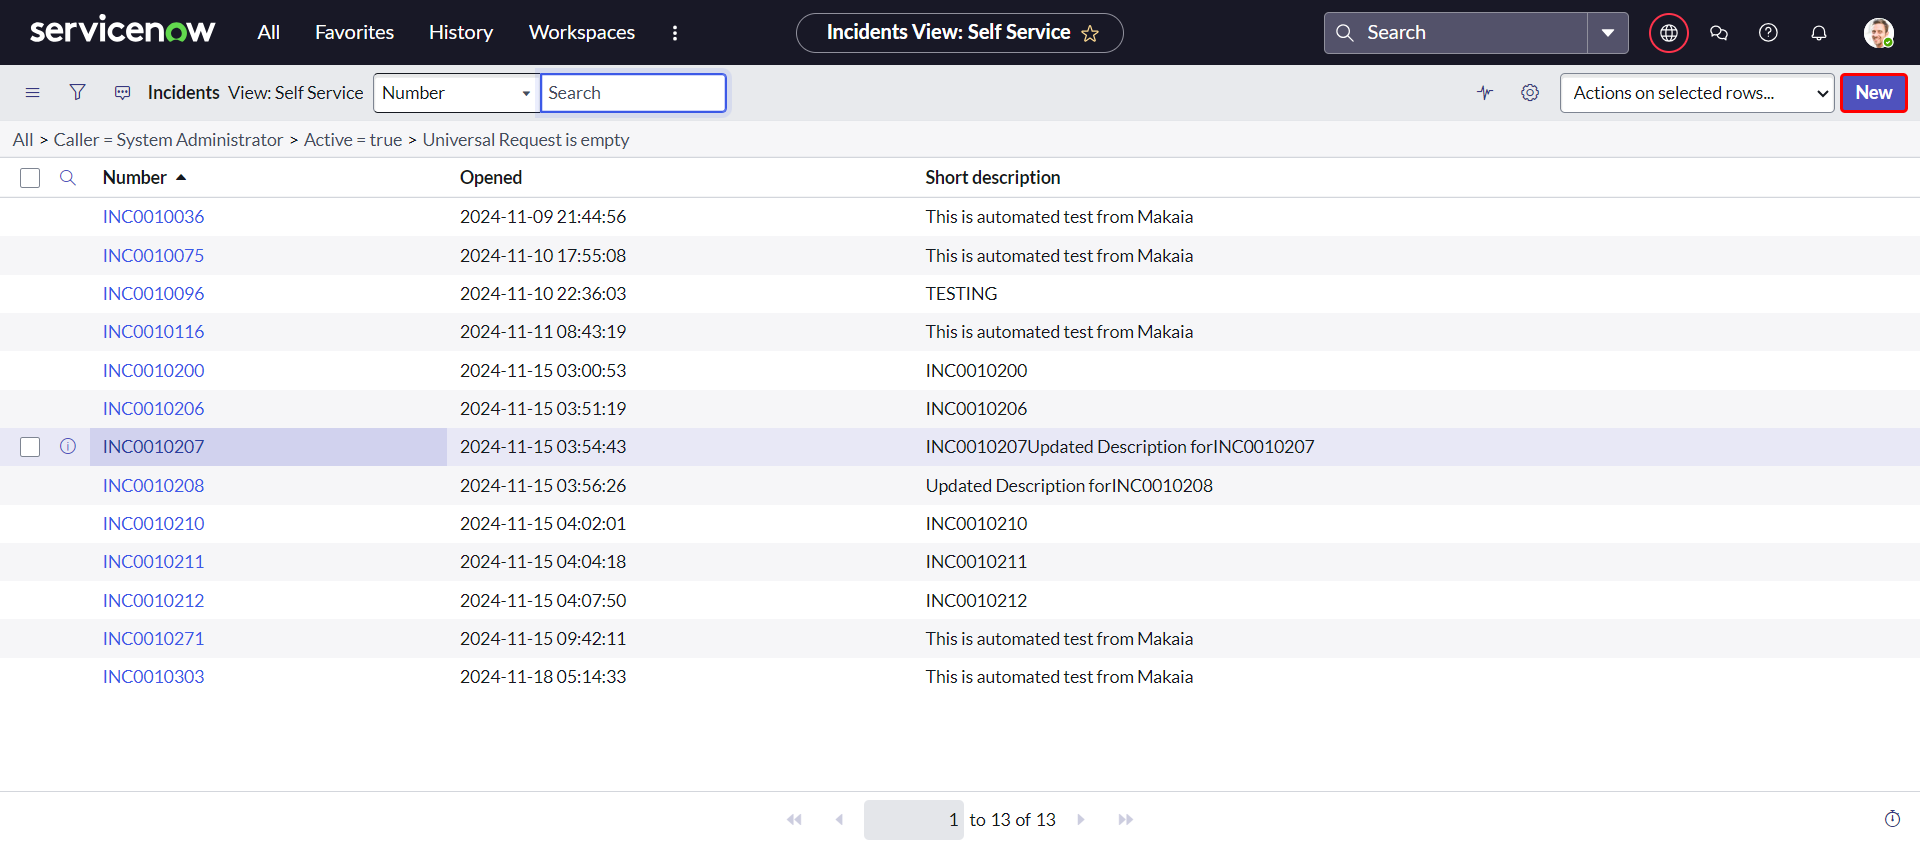 servicenow All Favorites History Workspaces Incidents View: Self Service Search
Incidents View: Self Service Number Search Actions on selected rows... New
All > Caller = System Administrator > Active = true > Universal Request is empty
Number Opened Short description
INC0010036 2024-11-09 21:44:56 This is automated test from Makaia
INC0010075 2024-11-10 17:55:08 This is automated test from Makaia
INC0010096 2024-11-10 22:36:03 TESTING
INC0010116 2024-11-11 08:43:19 This is automated test from Makaia
INC0010200 2024-11-15 03:00:53 INC0010200
INC0010206 2024-11-15 03:51:19 INC0010206
INC0010207 2024-11-15 03:54:43 INC0010207Updated Description forINC0010207
INC0010208 2024-11-15 03:56:26 Updated Description forINC0010208
INC0010210 2024-11-15 04:02:01 INC0010210
INC0010211 2024-11-15 04:04:18 INC0010211
INC0010212 2024-11-15 04:07:50 INC0010212
INC0010271 2024-11-15 09:42:11 This is automated test from Makaia
INC0010303 2024-11-18 05:14:33 This is automated test from Makaia
1 to 13 of 13